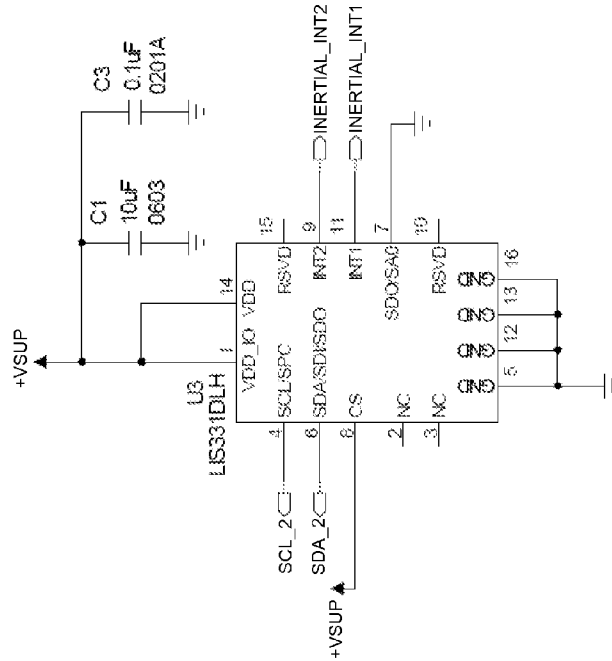 +VSUP
C1
10uF
0603
C3
0.1uF
0201A
U3
LIS331DLH
1
14
VDD_IO
VDD
SCL_2
4
SCL/SPC
RSVD
15
SDA_2
6
SDA/SDI/SDO
INT2
9
INERTIAL_INT2
+VSUP
8
CS
INT1
11
INERTIAL_INT1
2
NC
SDO/SA0
7
3
NC
RSVD
10
GND
GND
GND
GND
5
12
13
16